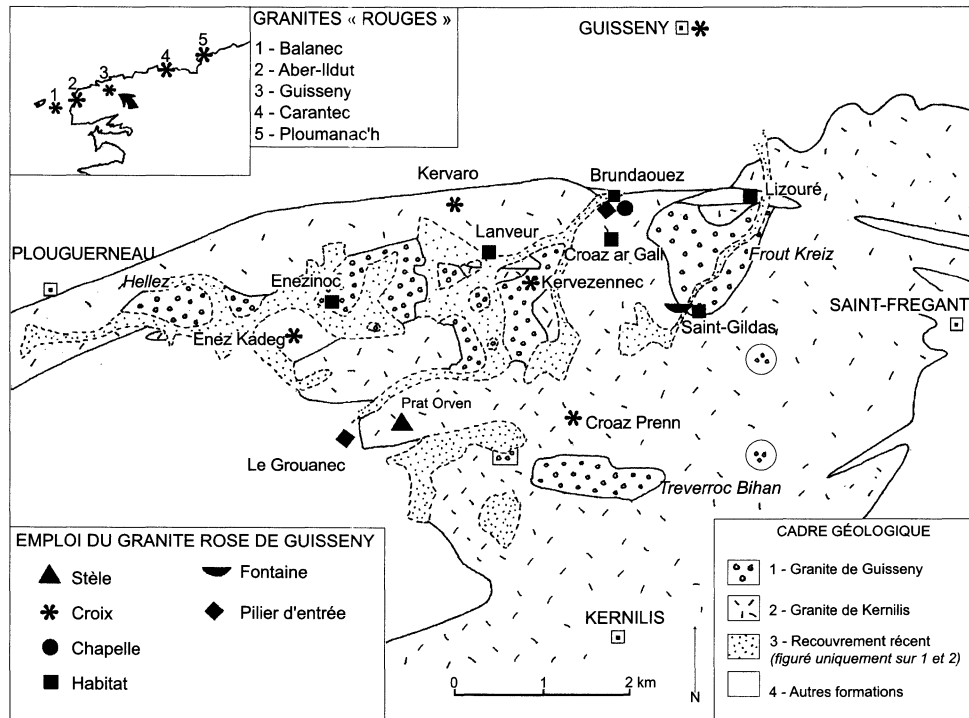 GRANITES « ROUGES »
1 - Balanec
2 - Aber-Ildut
3 - Guisseny
4 - Carantec
5 - Ploumanac'h
1
2
3
4
5
GUISSENY
Kervaro
Brundaouez
Lizouré
PLOUGUERNEAU
Lanveur
Croaz ar Gall
Frout Kreiz
Hellez
Enezinoc
Kervezennec
SAINT-FREGANT
Enez Kadeg
Saint-Gildas
Prat Orven
Croaz Prenn
Le Grouanec
Treverroc Bihan
KERNILIS
EMPLOI DU GRANITE ROSE DE GUISSENY
Stèle
Croix
Chapelle
Habitat
Fontaine
Pilier d'entrée
0 1 2 km
N
CADRE GÉOLOGIQUE
1 - Granite de Guisseny
2 - Granite de Kernilis
3 - Recouvrement récent
(figuré uniquement sur 1 et 2)
4 - Autres formations